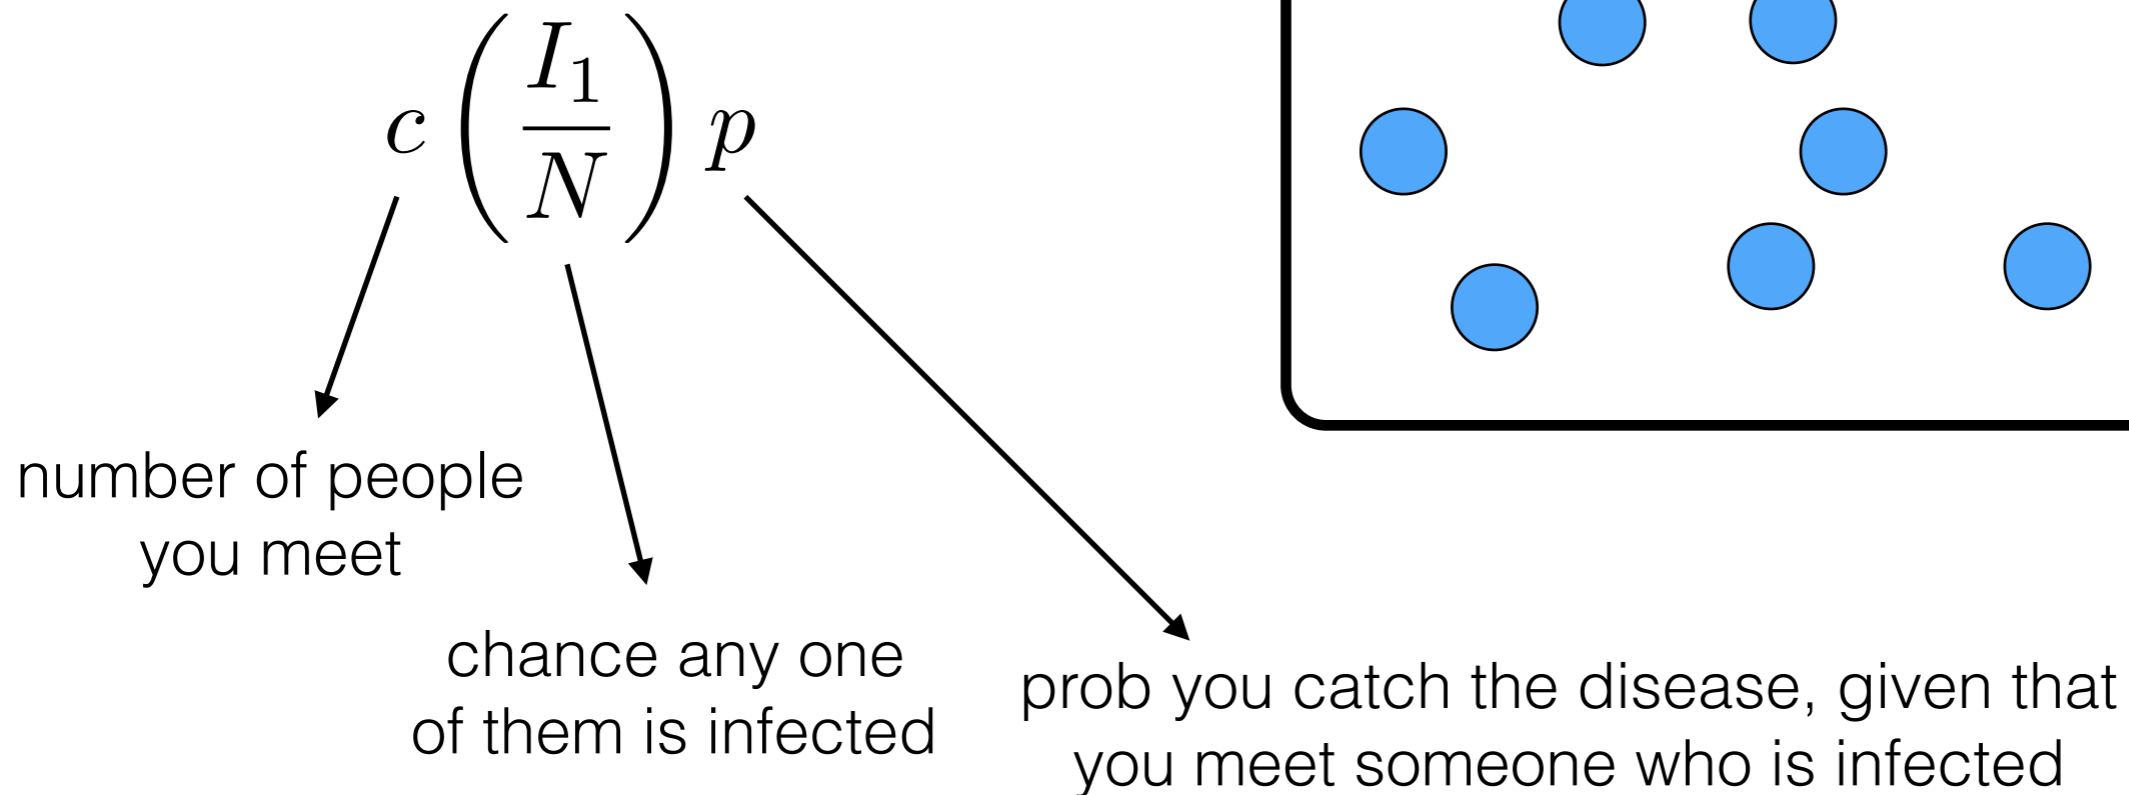 c (I₁/N) p
number of people
you meet
chance any one
of them is infected
prob you catch the disease, given that
you meet someone who is infected